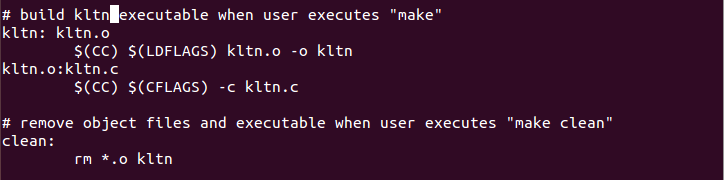 # build kltn executable when user executes "make"
kltn: kltn.o
        $(CC) $(LDFLAGS) kltn.o -o kltn
kltn.o:kltn.c
        $(CC) $(CFLAGS) -c kltn.c

# remove object files and executable when user executes "make clean"
clean:
        rm *.o kltn